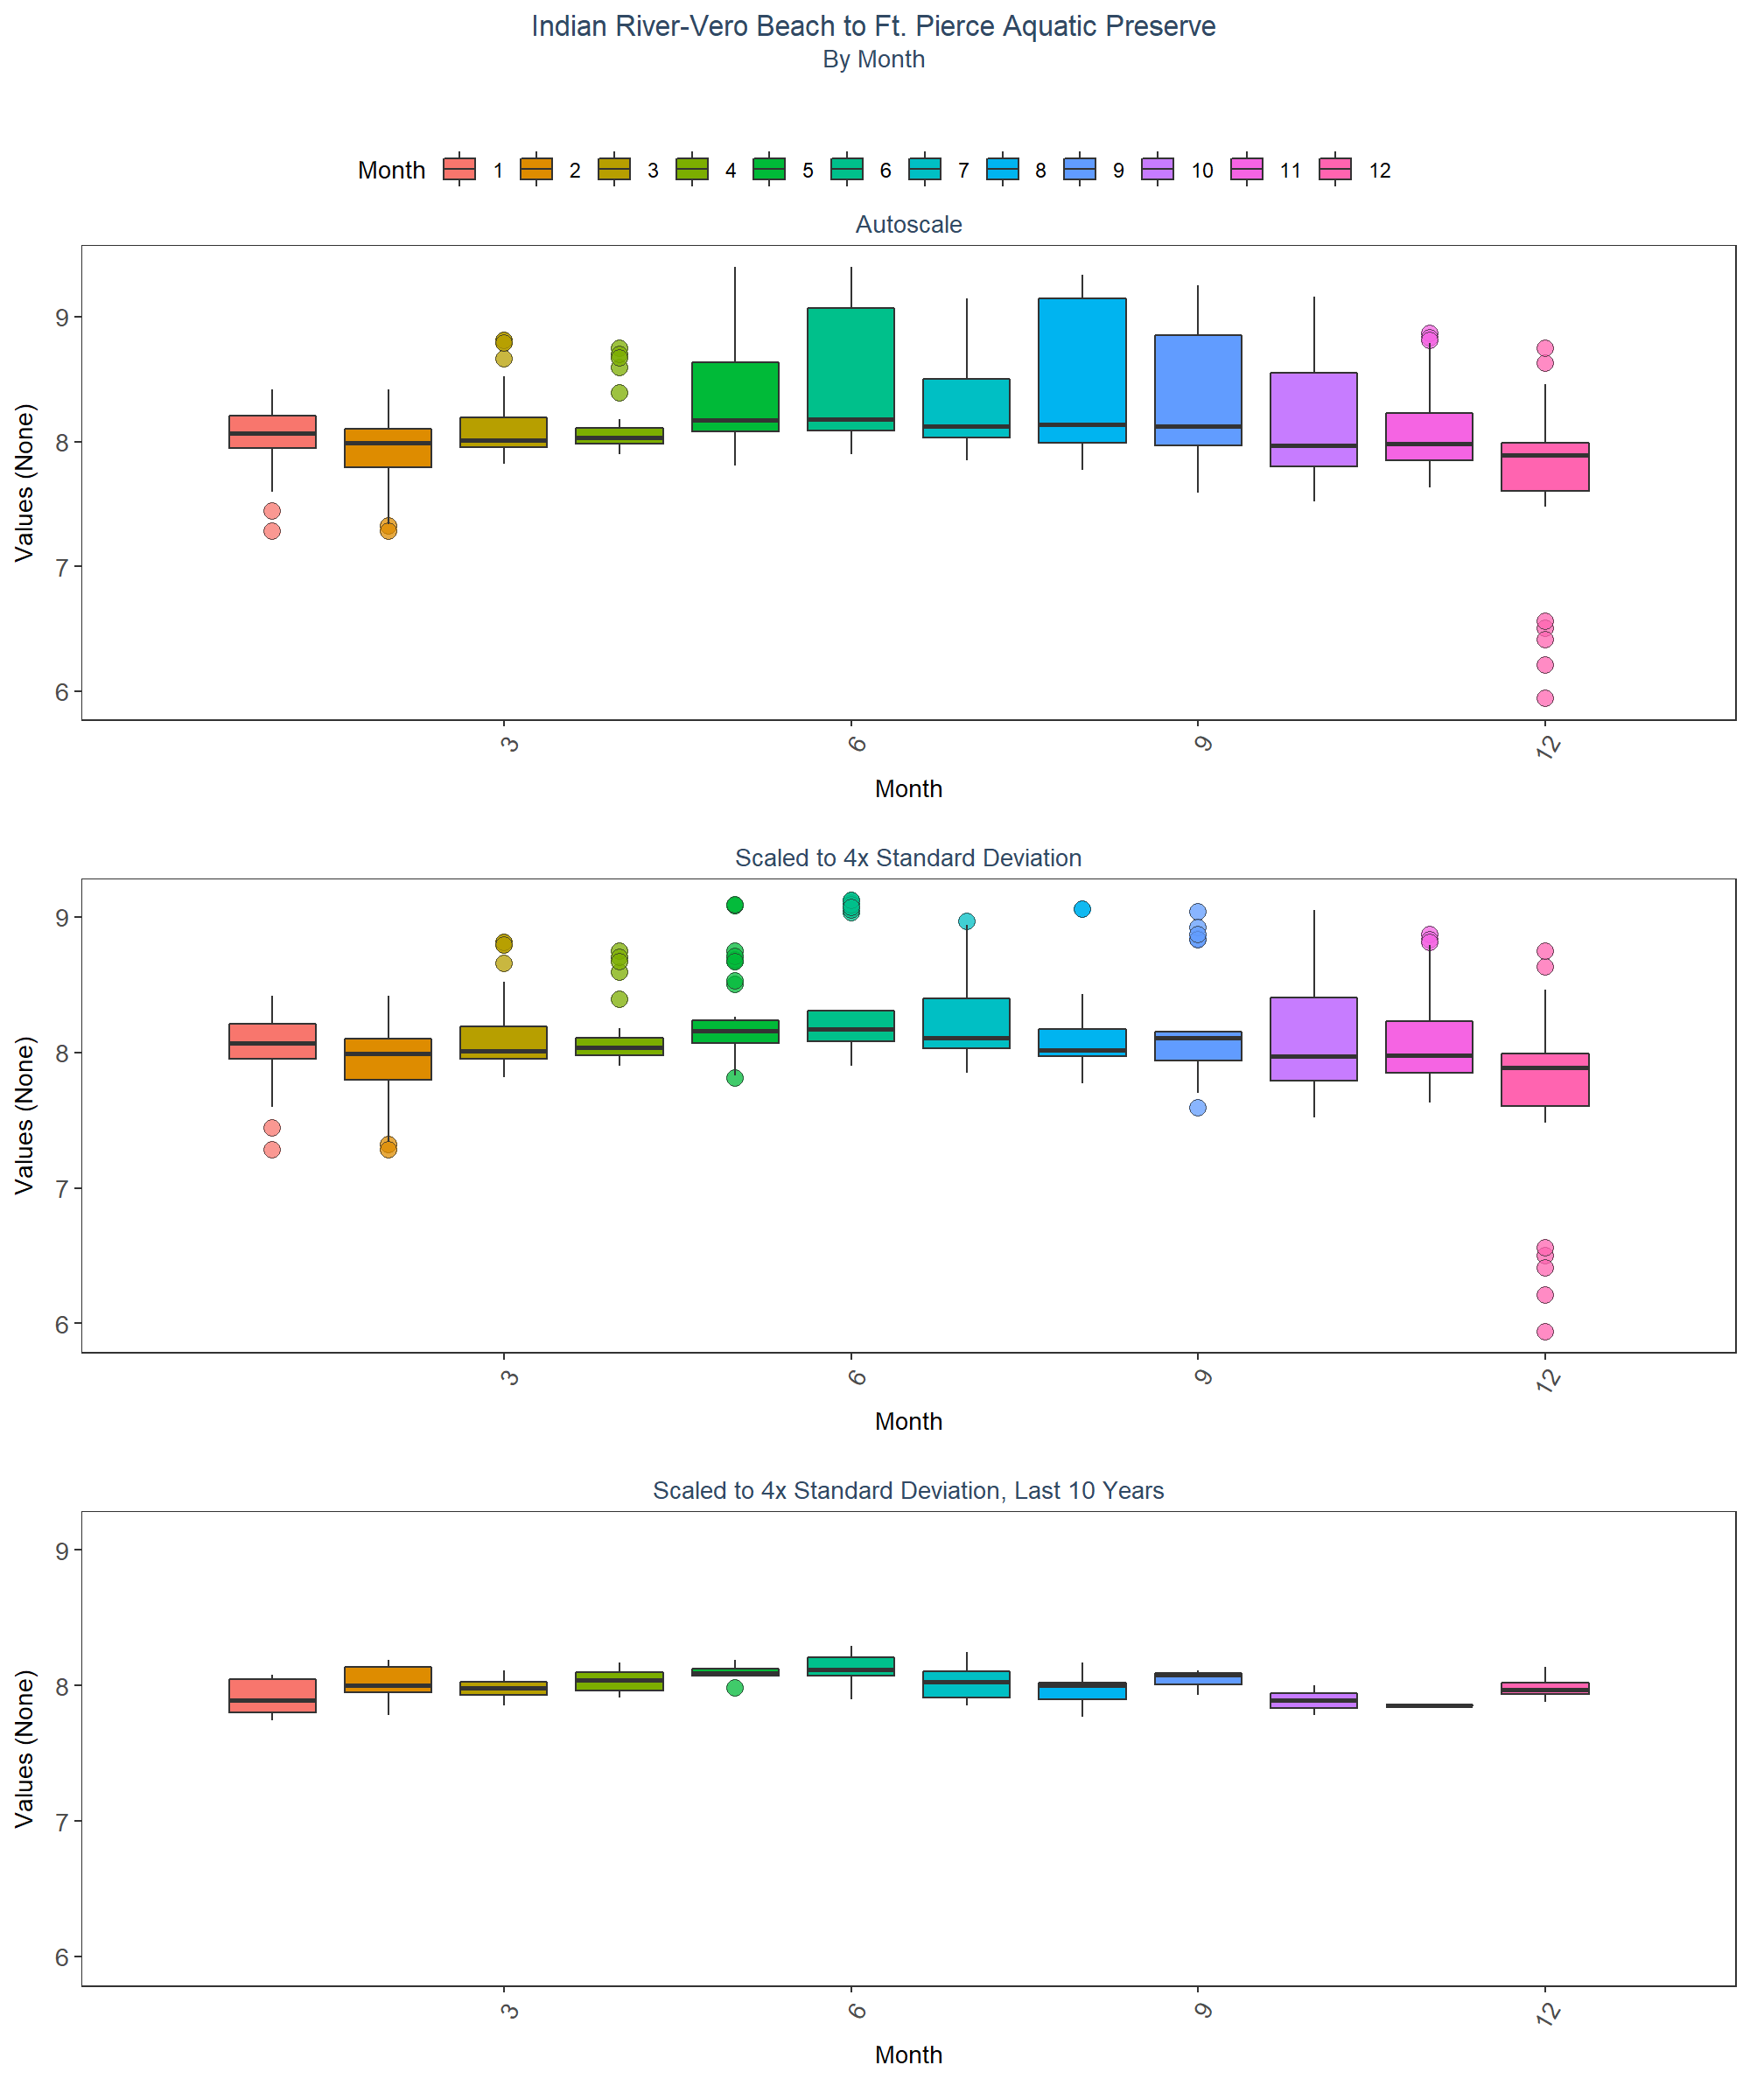 Indian River-Vero Beach to Ft. Pierce Aquatic Preserve
By Month
Month 1 2 3 4 5 6 7 8 9 10 11 12
Autoscale
Values (None)
9
8
7
6
3 6 9 12
Month
Scaled to 4x Standard Deviation
Values (None)
9
8
7
6
3 6 9 12
Month
Scaled to 4x Standard Deviation, Last 10 Years
Values (None)
9
8
7
6
3 6 9 12
Month